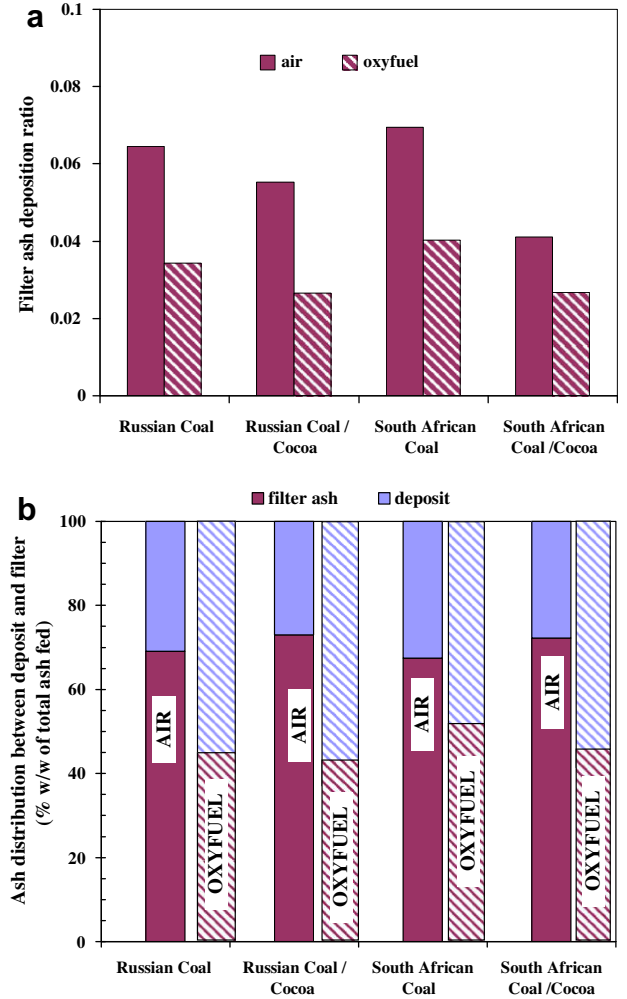 a
0.1
0.08
0.06
0.04
0.02
0
Filter ash deposition ratio
air oxyfuel
Russian Coal
Russian Coal /
Cocoa
South African
Coal
South African
Coal /Cocoa
b
filter ash deposit
100
80
60
40
20
0
Ash distribution between deposit and filter
(% w/w of total ash fed)
AIR
OXYFUEL
AIR
OXYFUEL
AIR
OXYFUEL
AIR
OXYFUEL
Russian Coal
Russian Coal /
Cocoa
South African
Coal
South African
Coal /Cocoa